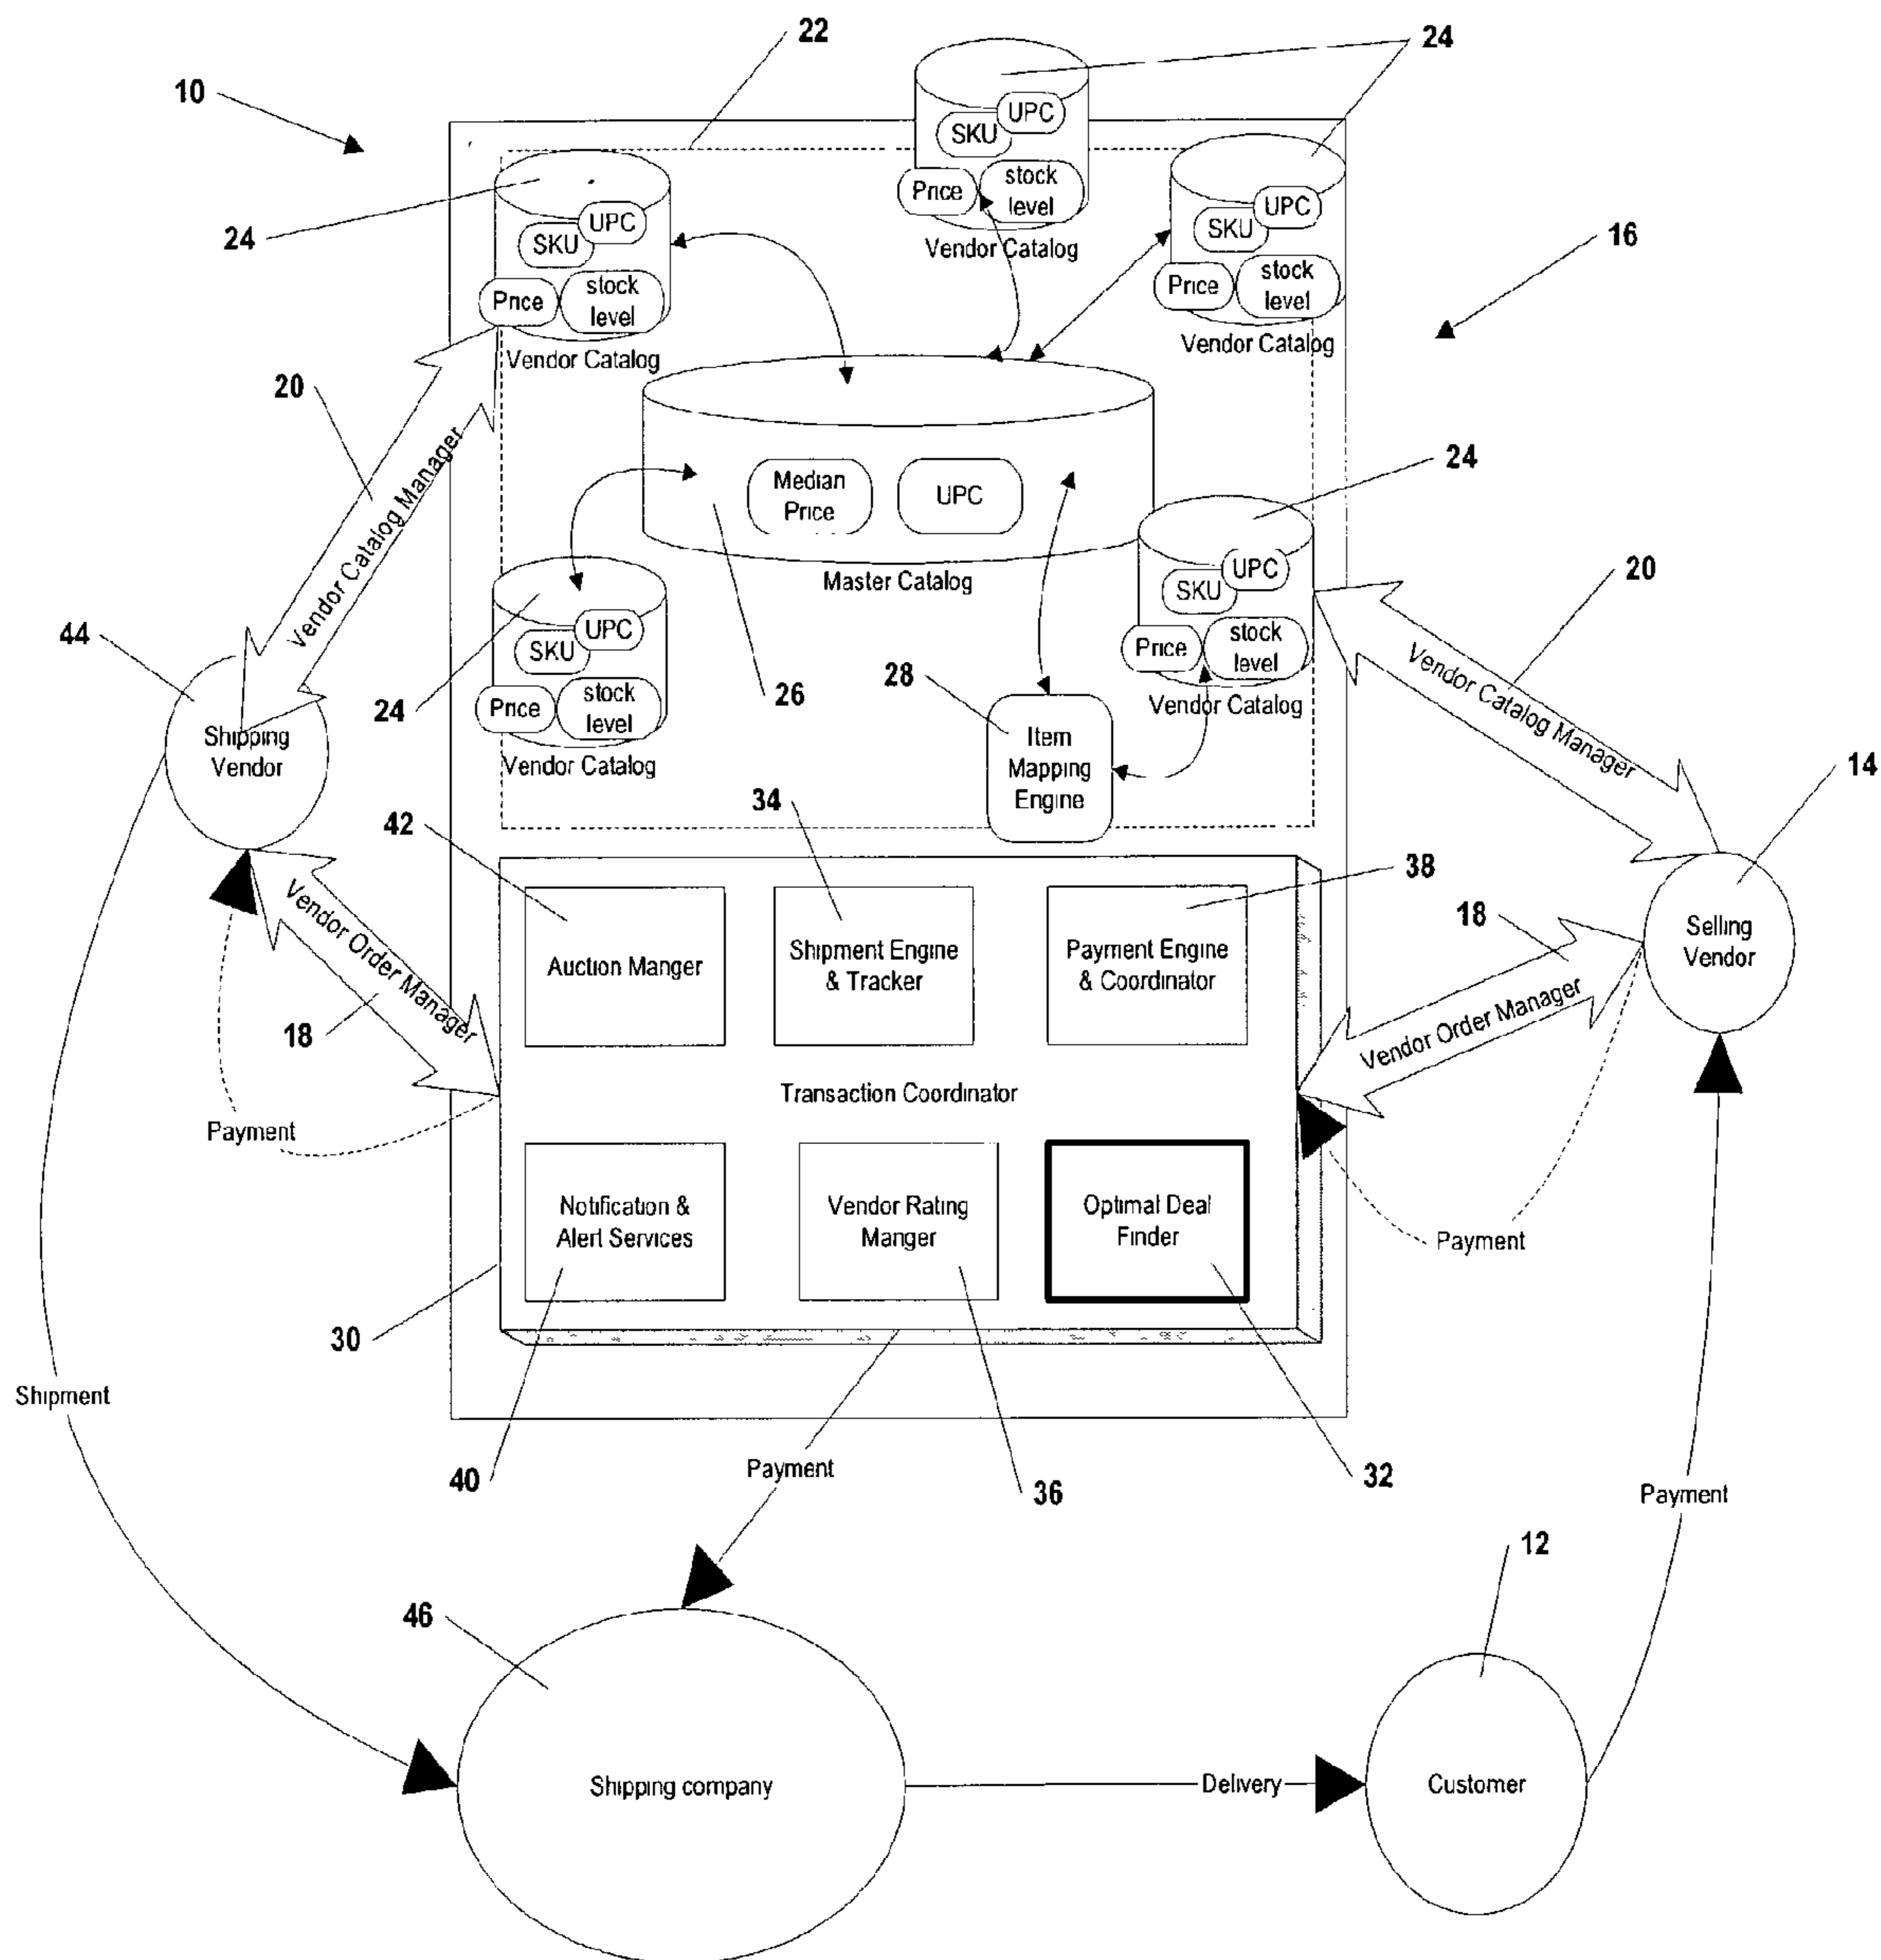 22
24
10
UPC
SKU
Price
stock
level
Vendor Catalog
24
UPC
SKU
Price
stock
level
Vendor Catalog
UPC
SKU
Price
stock
level
Vendor Catalog
16
20
Vendor Catalog Manager
Median
Price
UPC
Master Catalog
26
24
UPC
SKU
Price
stock
level
Vendor Catalog
20
Vendor Catalog Manager
44
Shipping
Vendor
24
UPC
SKU
Price
stock
level
Vendor Catalog
28
Item
Mapping
Engine
14
Selling
Vendor
42
34
38
18
Vendor Order Manager
18
Vendor Order Manager
Auction Manger
Shipment Engine
& Tracker
Payment Engine
& Coordinator
Transaction Coordinator
Payment
Payment
Notification &
Alert Services
Vendor Rating
Manger
Optimal Deal
Finder
30
Shipment
40
Payment
36
32
Payment
12
46
Shipping company
Delivery
Customer